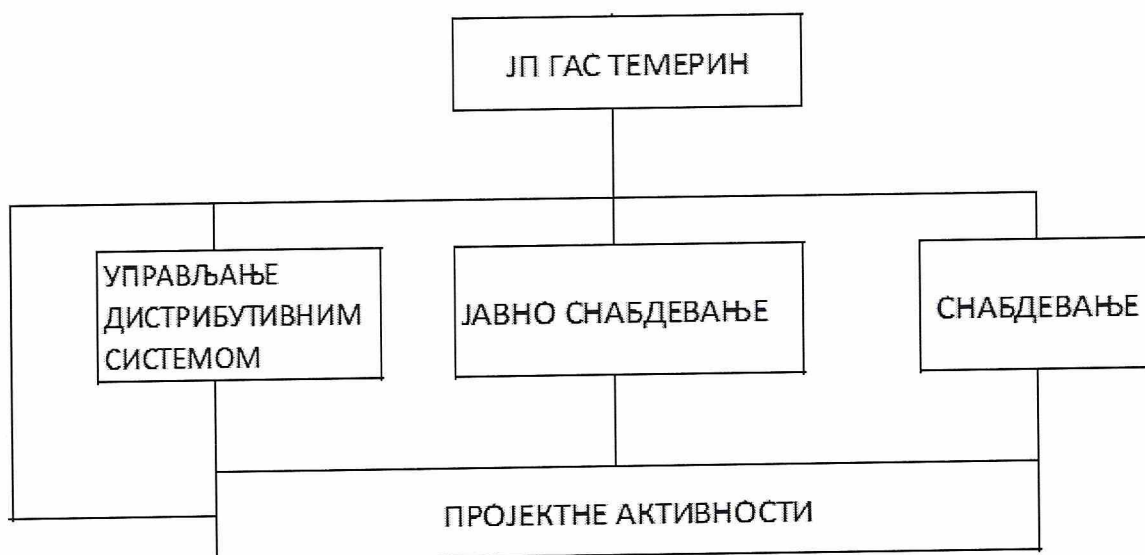 ЈП ГАС ТЕМЕРИН
УПРАВЉАЊЕ
ДИСТРИБУТИВНИМ
СИСТЕМОМ
ЈАВНО СНАБДЕВАЊЕ
СНАБДЕВАЊЕ
ПРОЈЕКТНЕ АКТИВНОСТИ